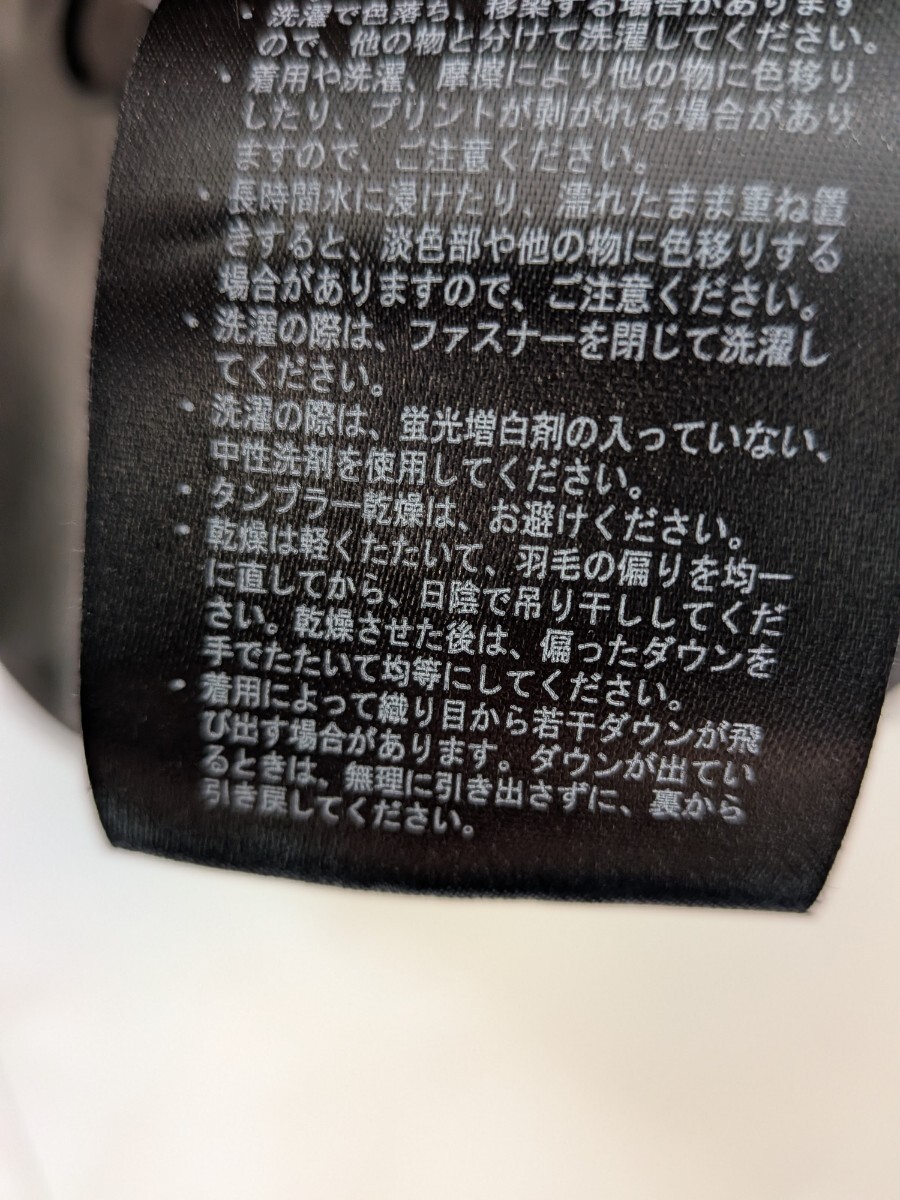 ・洗濯で色落ち、移染する場合があります
ので、他の物と分けて洗濯してください。
・着用や洗濯、摩擦により他の物に色移り
したり、プリントが剥がれる場合があり
ますので、ご注意ください。
・長時間水に浸けたり、濡れたまま重ね置
きすると、淡色部や他の物に色移りする
場合がありますので、ご注意ください。
・洗濯の際は、ファスナーを閉じて洗濯し
てください。
・洗濯の際は、蛍光増白剤の入っていない、
中性洗剤を使用してください。
・タンブラー乾燥は、お避けください。
・乾燥は軽くたたいて、羽毛の偏りを均一
に直してから、日陰で吊り干ししてくだ
さい。乾燥させた後は、偏ったダウンを
手でたたいて均等にしてください。
・着用によって織り目から若干ダウンが飛
び出す場合があります。ダウンが出てい
るときは、無理に引き出さずに、裏から
引き戻してください。